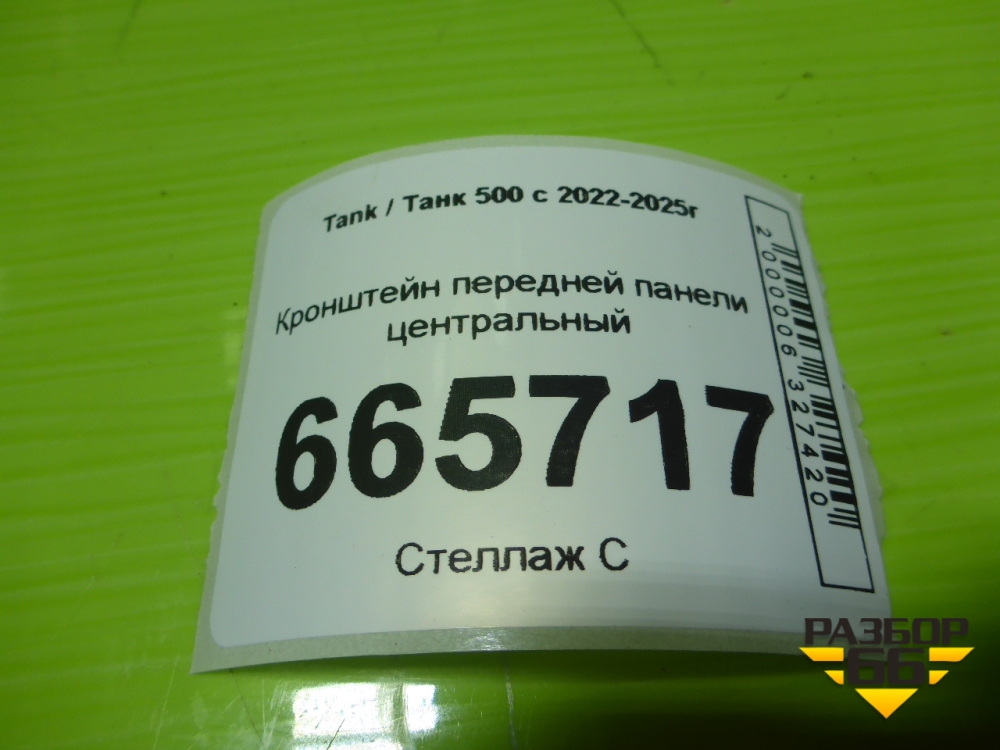 Tank / Танк 500 с 2022-2025г
Кронштейн передней панели
центральный
665717
Стеллаж С
2000006327420
РАЗБОР
66